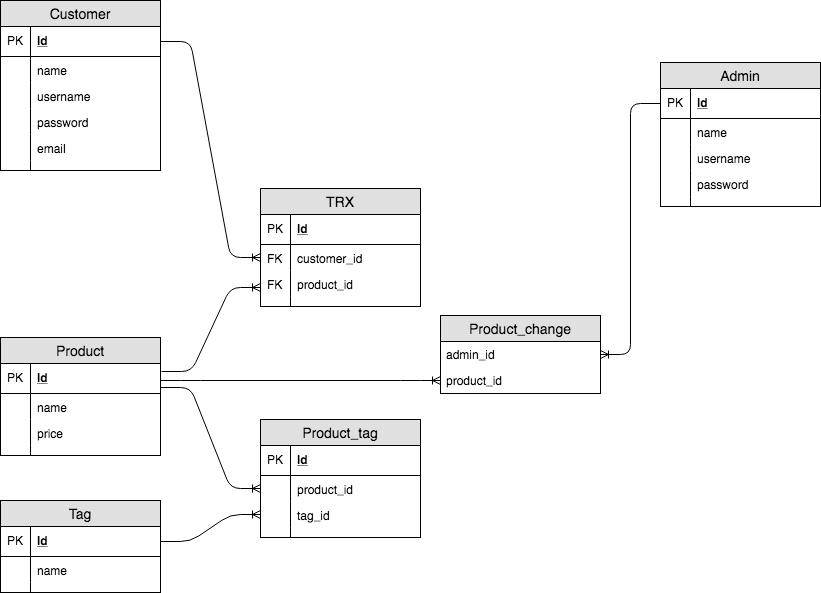 Customer
PK Id
name
username
password
email
Admin
PK Id
name
username
password
TRX
PK Id
FK customer_id
FK product_id
Product_change
admin_id
product_id
Product
PK Id
name
price
Product_tag
PK Id
product_id
tag_id
Tag
PK Id
name